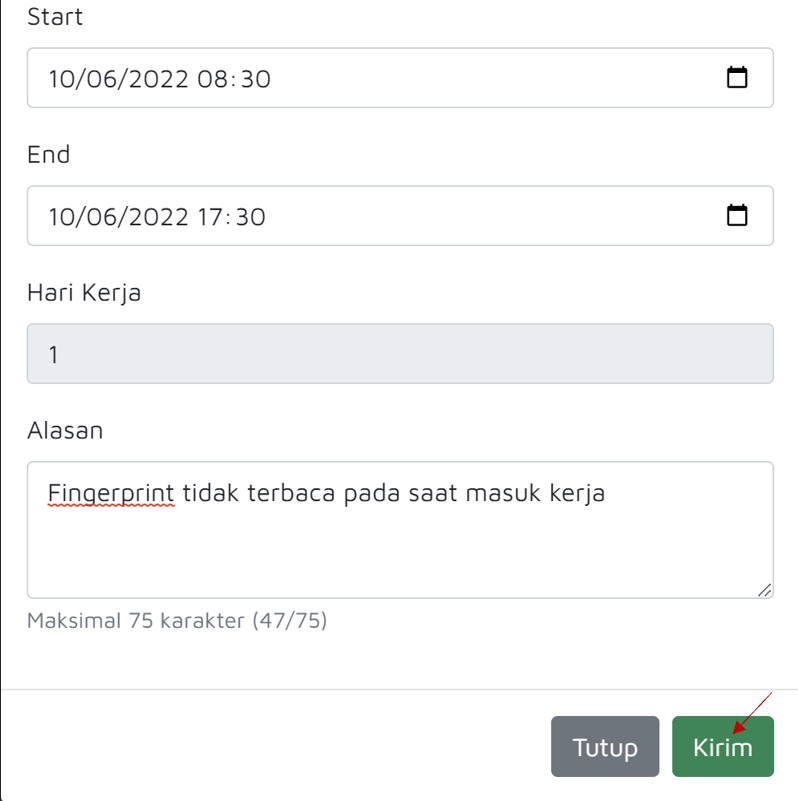 Start
10/06/2022 08:30
End
10/06/2022 17:30
Hari Kerja
1
Alasan
Fingerprint tidak terbaca pada saat masuk kerja
Maksimal 75 karakter (47/75)
Tutup
Kirim